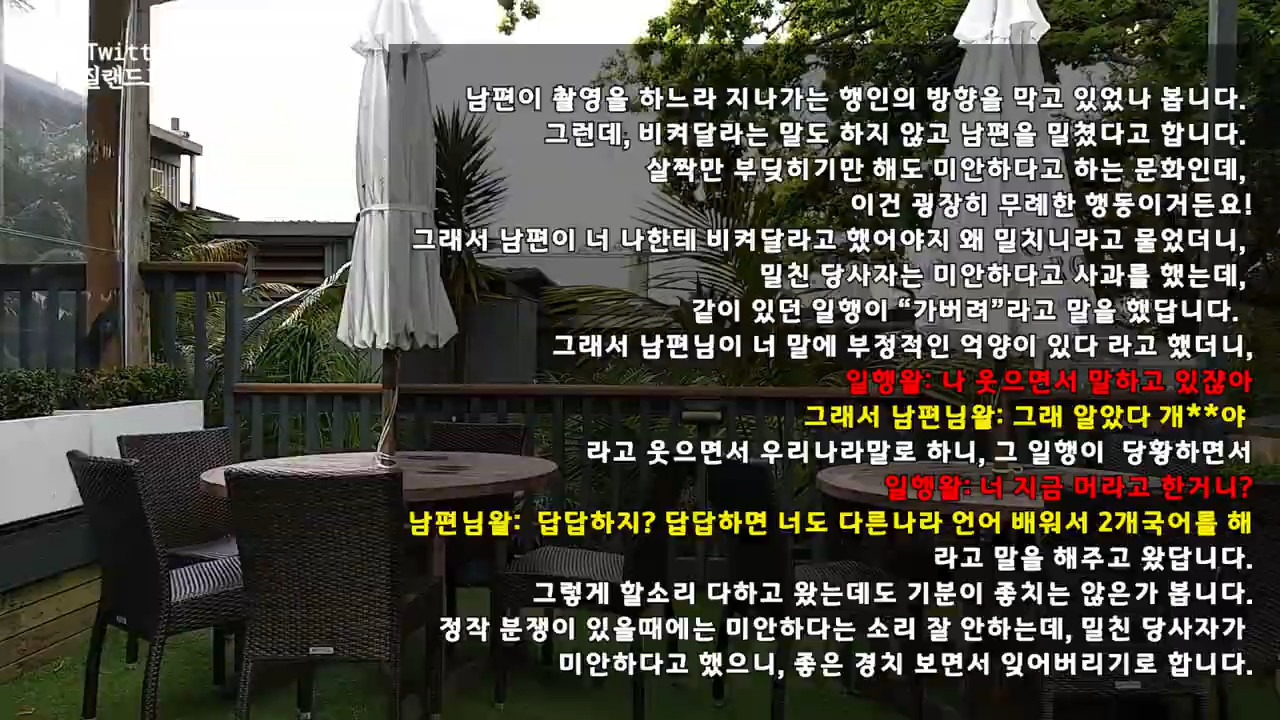 Twitt
질랜드
남편이 촬영을 하느라 지나가는 행인의 방향을 막고 있었나 봅니다.
그런데, 비켜달라는 말도 하지 않고 남편을 밀쳤다고 합니다.
살짝만 부딪히기만 해도 미안하다고 하는 문화인데,
이건 굉장히 무례한 행동이거든요!
그래서 남편이 너 나한테 비켜달라고 했어야지 왜 밀치니라고 물었더니,
밀친 당사자는 미안하다고 사과를 했는데,
같이 있던 일행이 “가버려”라고 말을 했답니다.
그래서 남편님이 너 말에 부정적인 억양이 있다 라고 했더니,
일행왈: 나 웃으면서 말하고 있잖아
그래서 남편님왈: 그래 알았다 개**야
라고 웃으면서 우리나라말로 하니, 그 일행이 당황하면서
일행왈: 너 지금 머라고 한거니?
남편님왈: 답답하지? 답답하면 너도 다른나라 언어 배워서 2개국어를 해
라고 말을 해주고 왔답니다.
그렇게 할소리 다하고 왔는데도 기분이 좋치는 않은가 봅니다.
정작 분쟁이 있을때에는 미안하다는 소리 잘 안하는데, 밀친 당사자가
미안하다고 했으니, 좋은 경치 보면서 잊어버리기로 합니다.